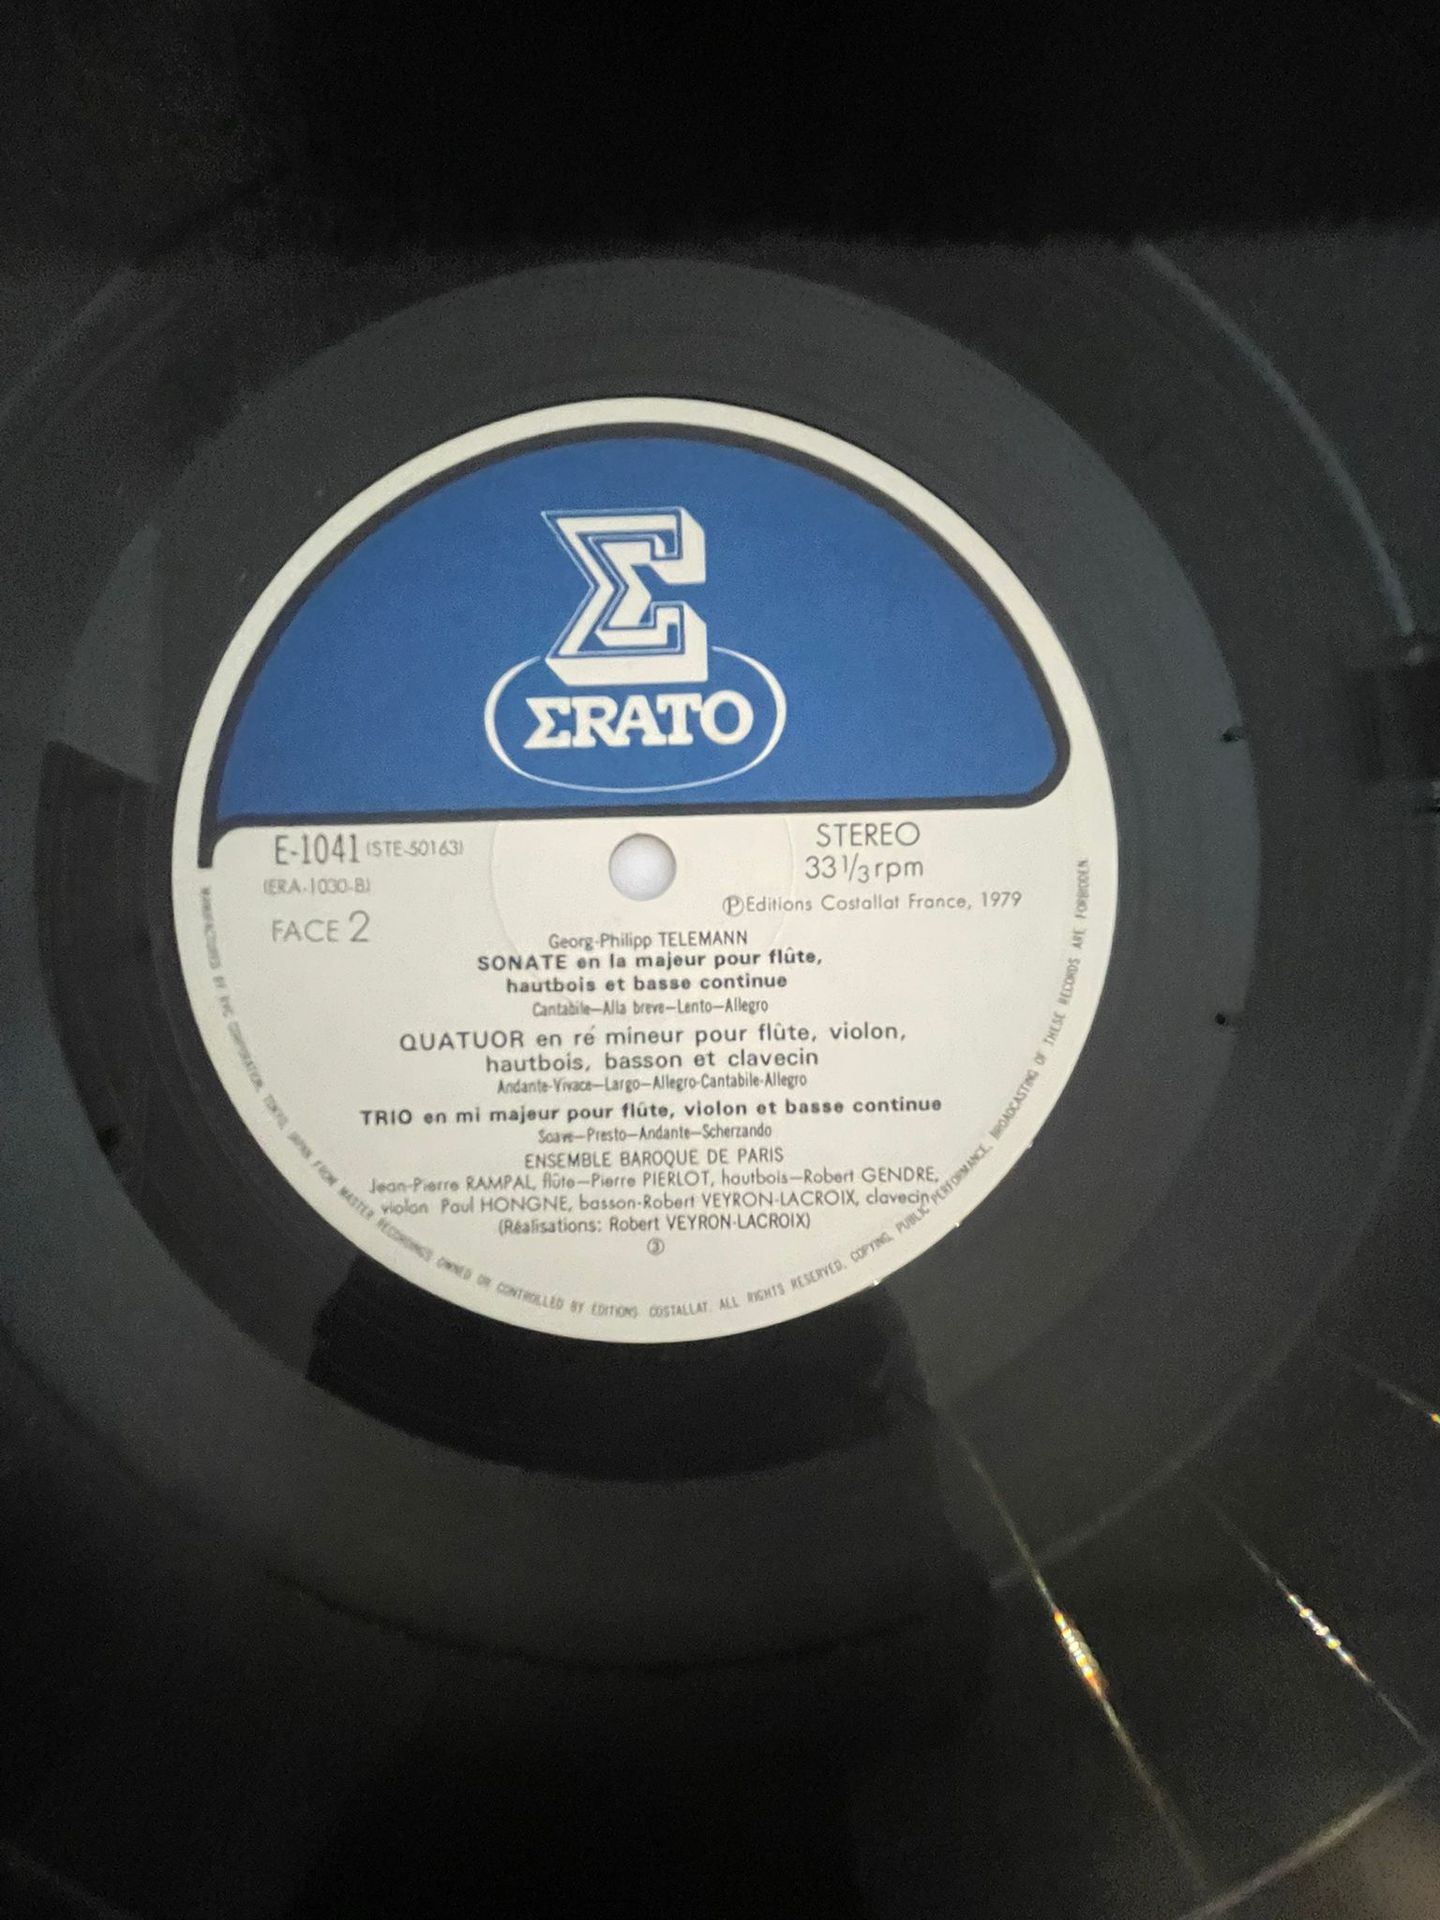 Σ
ΣRATO
E-1041 (STE-50163)
(ERA-1030-B)
FACE 2
STEREO
33 1/3 rpm
ⓅEditions Costallat France, 1979
Georg-Philipp TELEMANN
SONATE en la majeur pour flûte,
hautbois et basse continue
Cantabile—Alla breve—Lento—Allegro
QUATUOR en ré mineur pour flûte, violon,
hautbois, basson et clavecin
Andante-Vivace—Largo—Allegro-Cantabile-Allegro
TRIO en mi majeur pour flûte, violon et basse continue
Soave—Presto—Andante—Scherzando
ENSEMBLE BAROQUE DE PARIS
Jean-Pierre RAMPAL, flûte—Pierre PIERLOT, hautbois—Robert GENDRE,
violon Paul HONGNE, basson-Robert VEYRON-LACROIX, clavecin
(Réalisations: Robert VEYRON-LACROIX)
③
MANUFACTURED BY RVC CORPORATION, TOKYO, JAPAN FROM MASTER RECORDINGS OWNED OR CONTROLLED BY EDITIONS COSTALLAT. ALL RIGHTS RESERVED. COPYING, PUBLIC PERFORMANCE, BROADCASTING OF THESE RECORDS ARE FORBIDDEN.